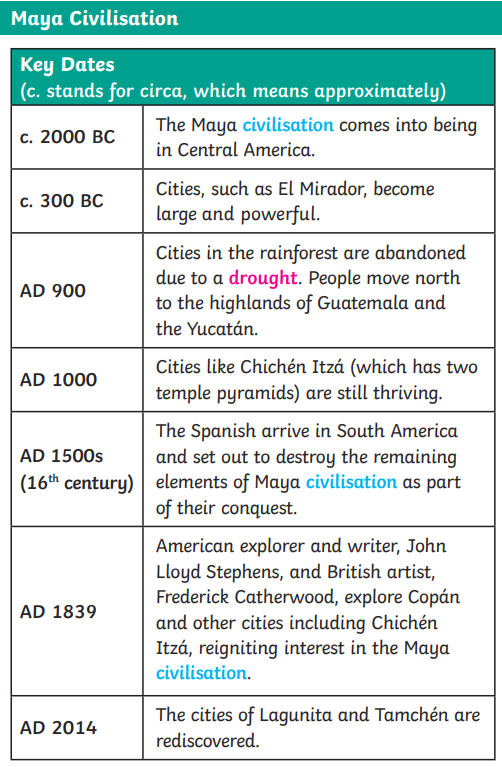 Maya Civilisation
Key Dates
(c. stands for circa, which means approximately)
c. 2000 BC
The Maya civilisation comes into being
in Central America.
c. 300 BC
Cities, such as El Mirador, become
large and powerful.
AD 900
Cities in the rainforest are abandoned
due to a drought. People move north
to the highlands of Guatemala and
the Yucatán.
AD 1000
Cities like Chichén Itzá (which has two
temple pyramids) are still thriving.
AD 1500s
(16th century)
The Spanish arrive in South America
and set out to destroy the remaining
elements of Maya civilisation as part
of their conquest.
AD 1839
American explorer and writer, John
Lloyd Stephens, and British artist,
Frederick Catherwood, explore Copán
and other cities including Chichén
Itzá, reigniting interest in the Maya
civilisation.
AD 2014
The cities of Lagunita and Tamchén are
rediscovered.